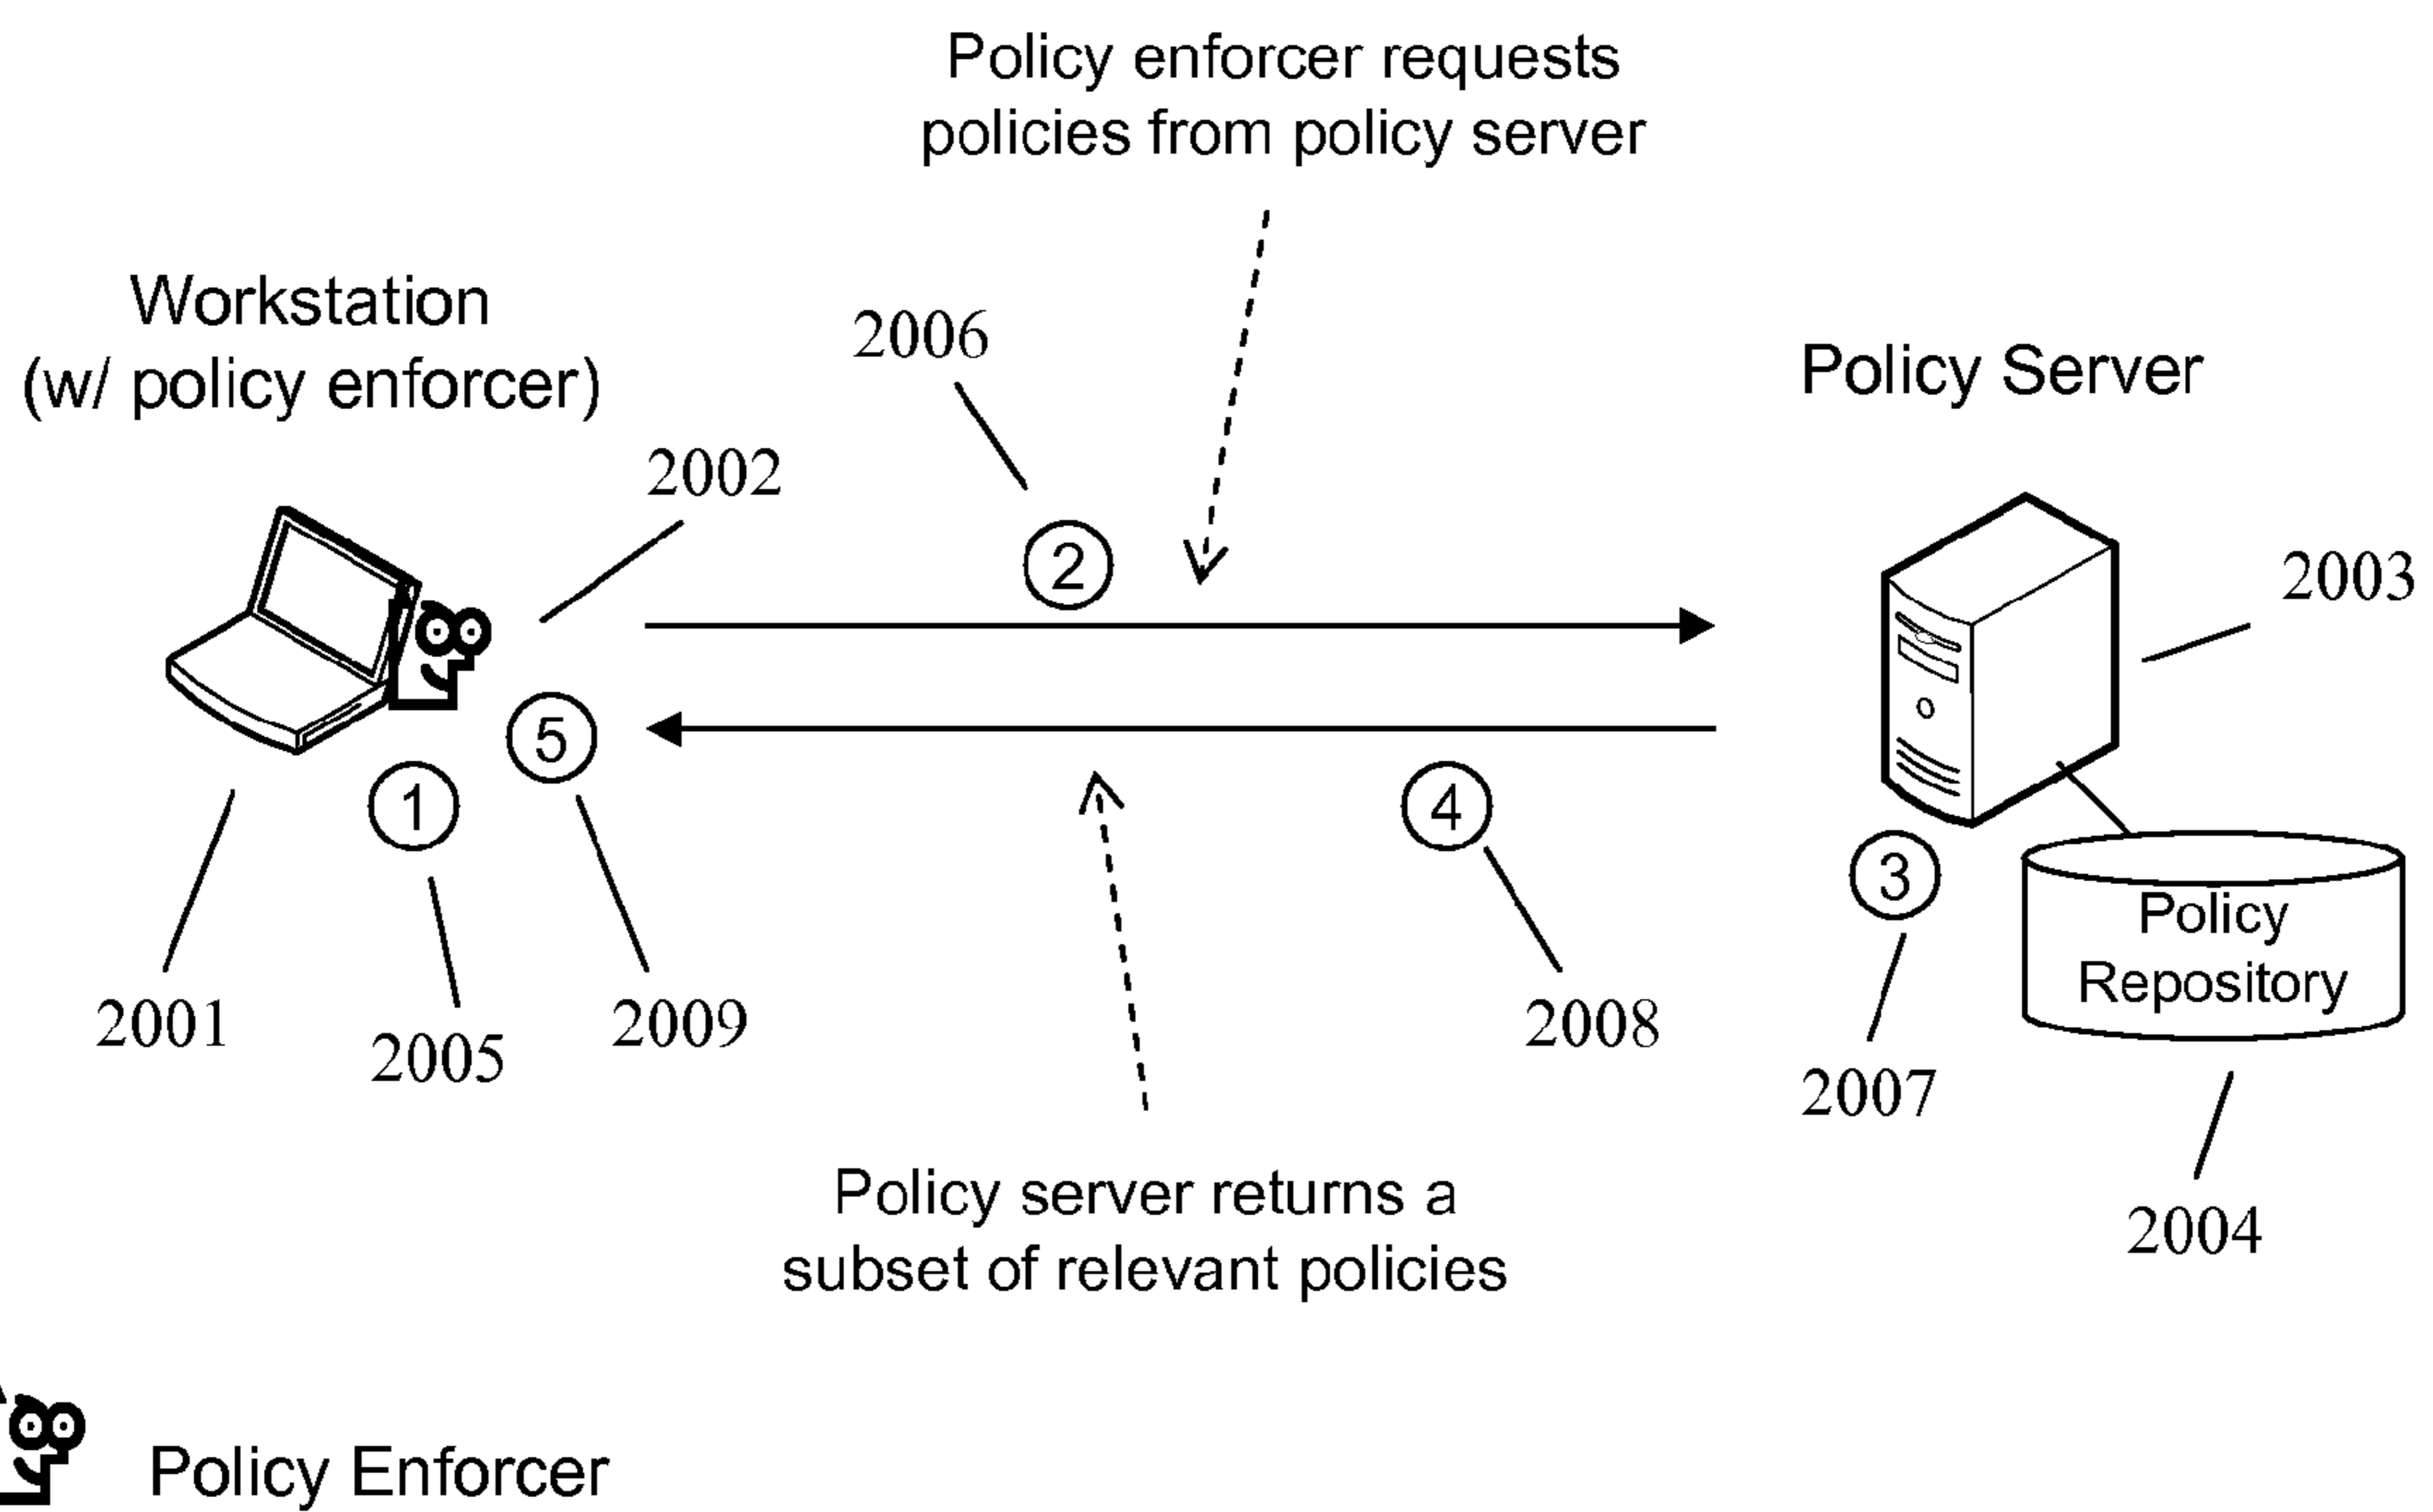 Policy enforcer requests
policies from policy server
Workstation
(w/ policy enforcer)
2006
Policy Server
2002
2003
2
5
1
4
3
Policy
Repository
2001
2005
2009
2008
2007
2004
Policy server returns a
subset of relevant policies
Policy Enforcer